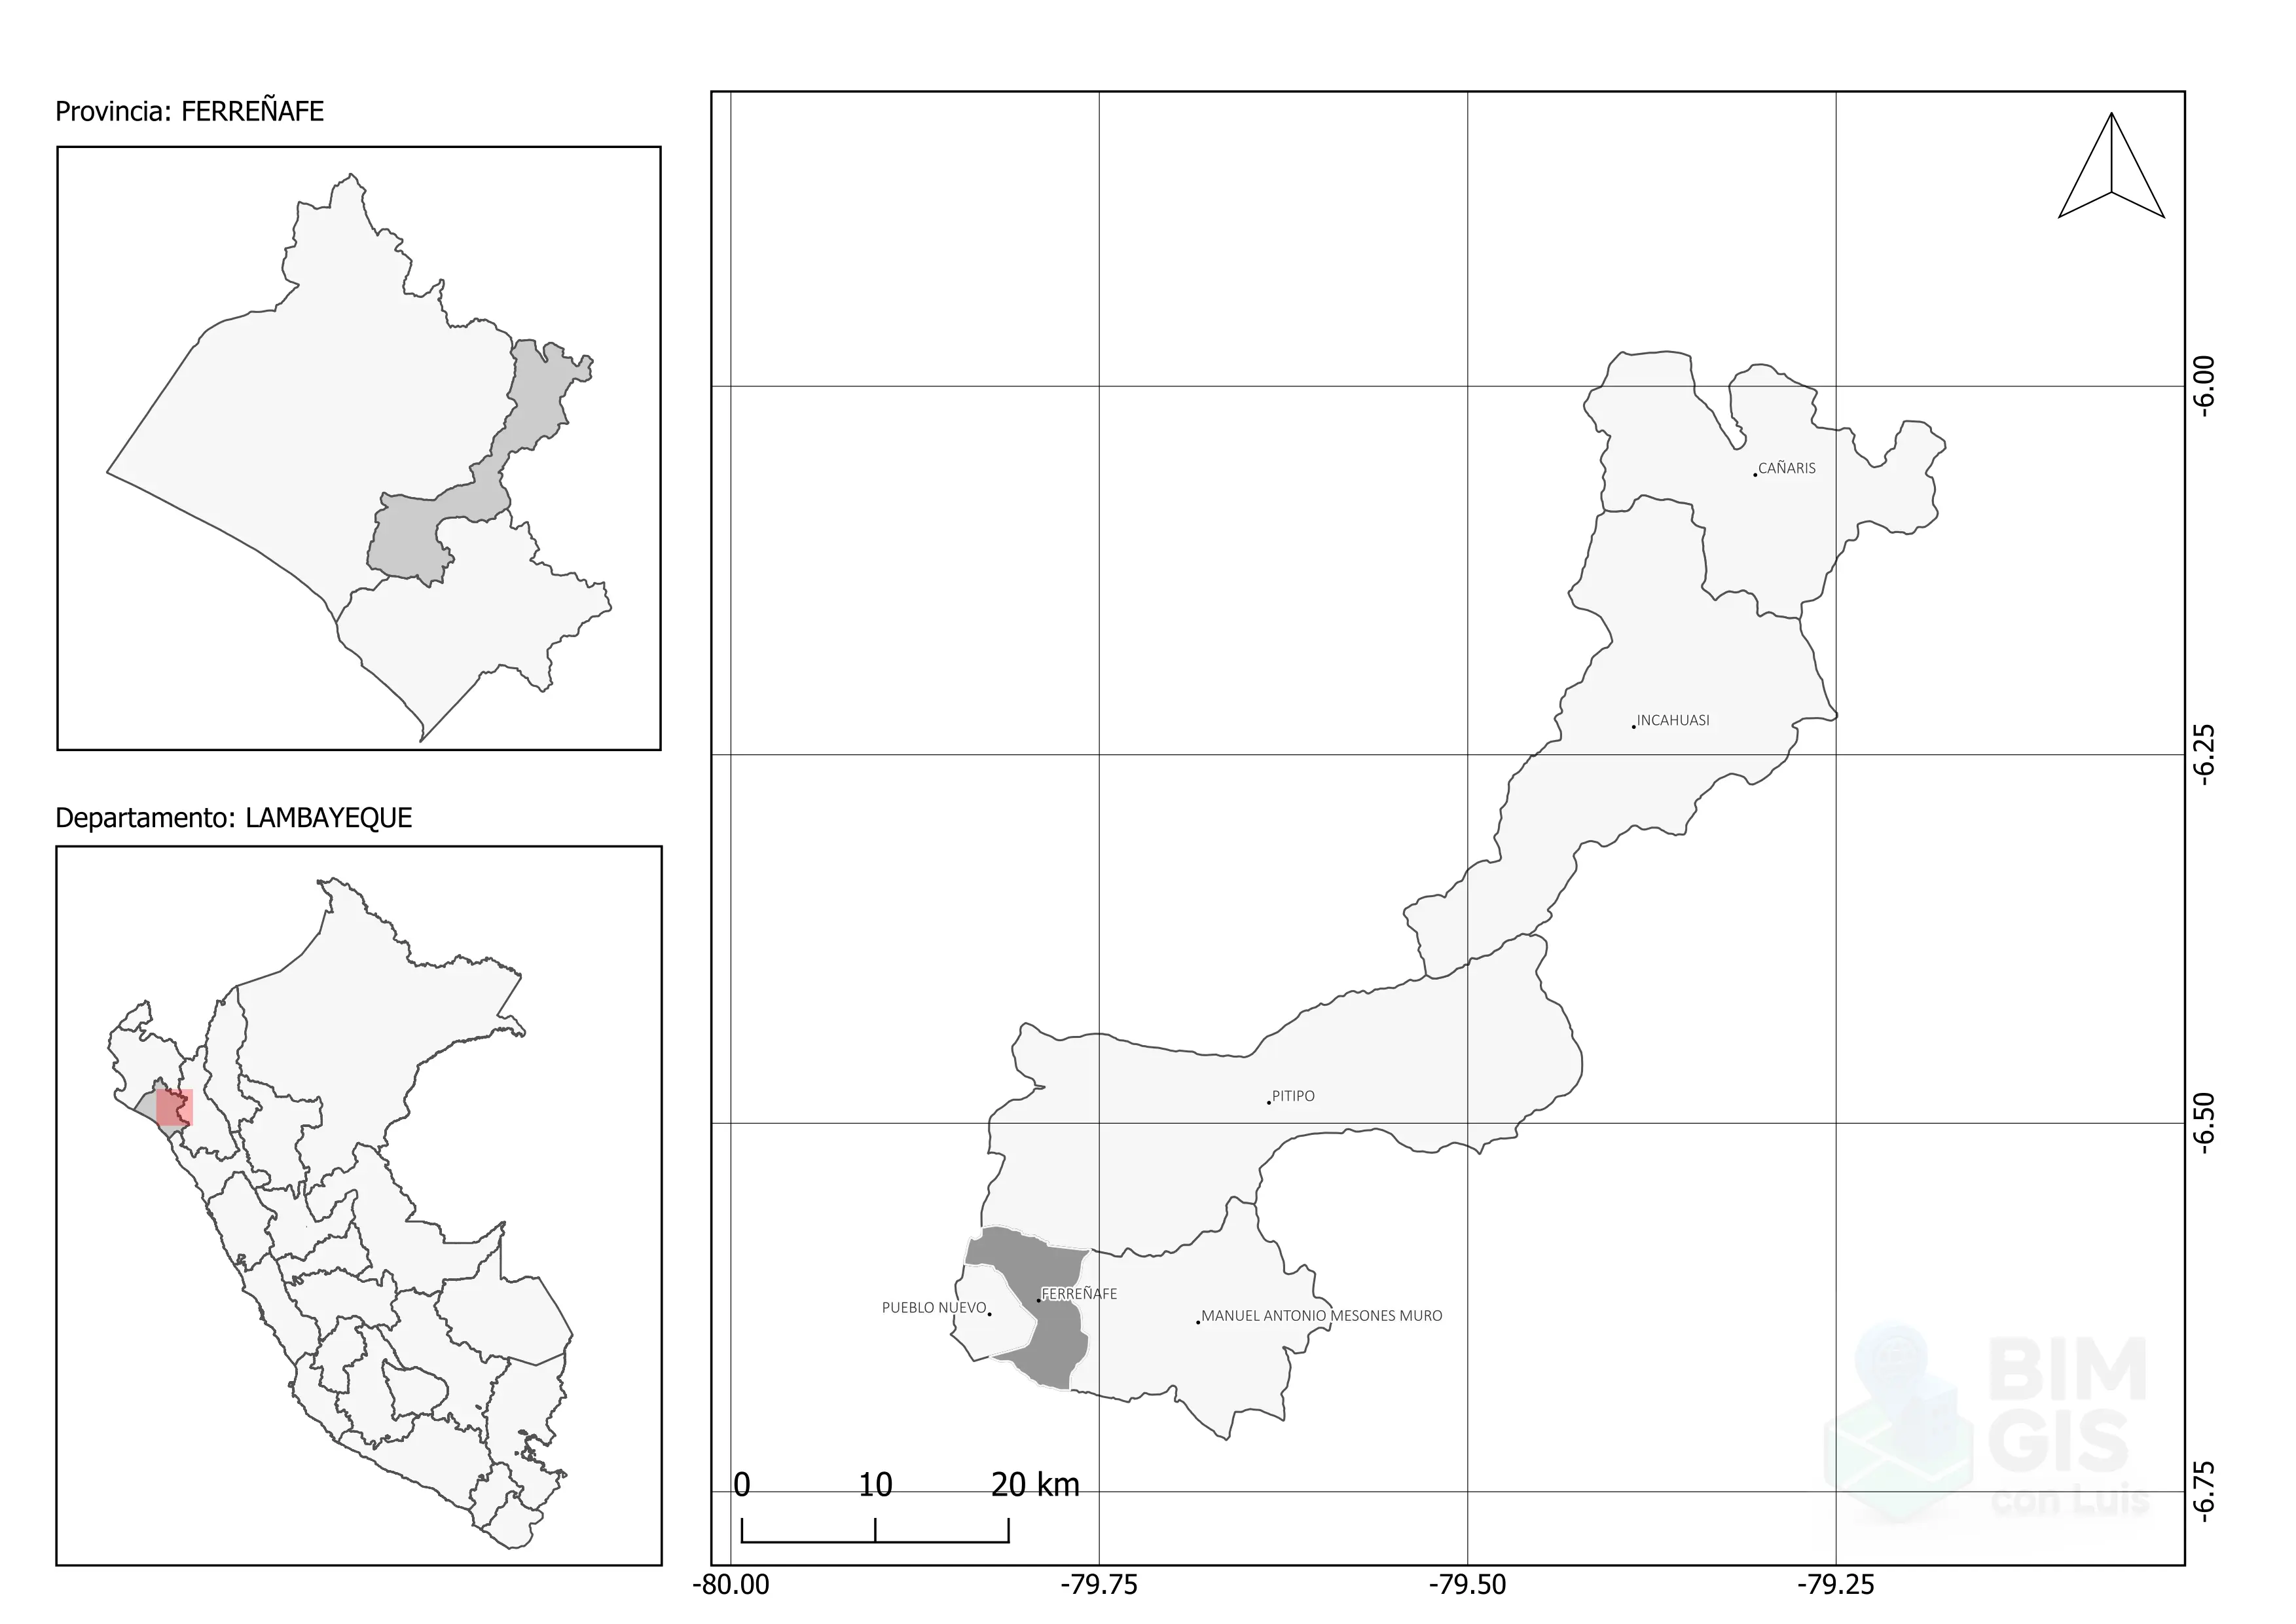 Provincia: FERREÑAFE
Departamento: LAMBAYEQUE
-6.00
CAÑARIS
INCAHUASI
-6.25
PITIPO
-6.50
FERREÑAFE
PUEBLO NUEVO
MANUEL ANTONIO MESONES MURO
BIM
GIS
con Luis
0 10 20 km
-6.75
-80.00 -79.75 -79.50 -79.25